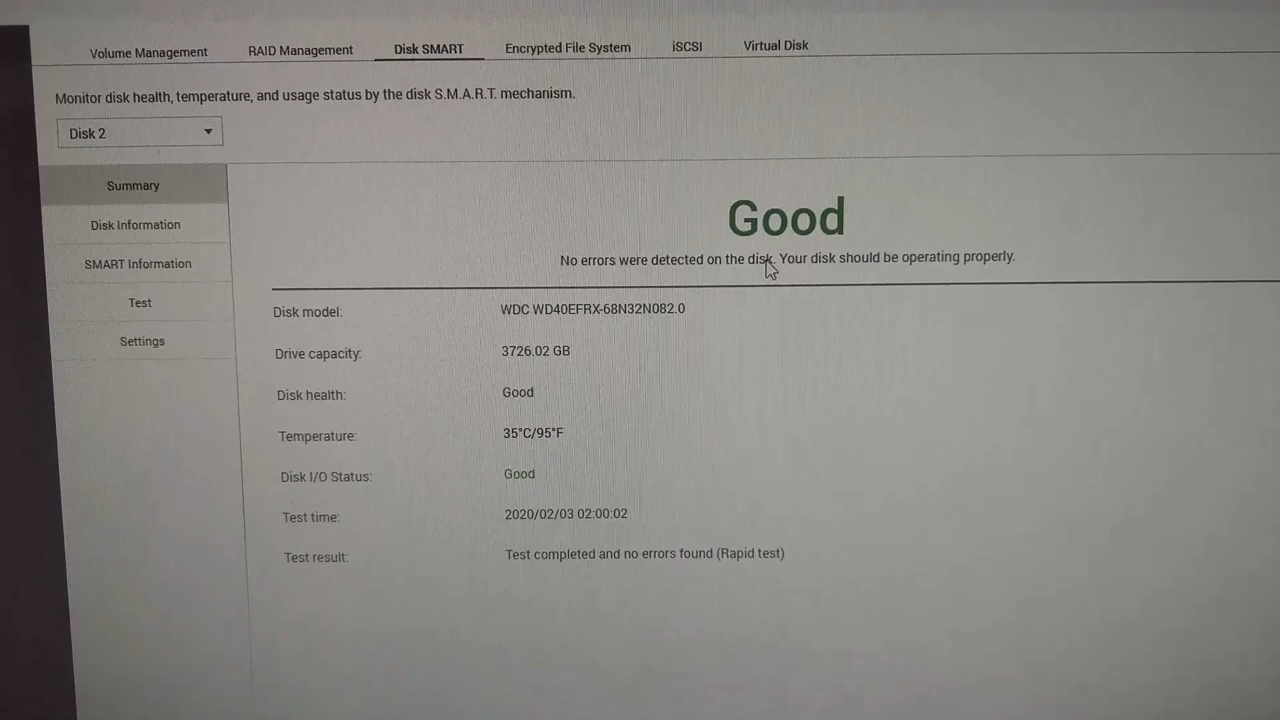 Volume Management RAID Management Disk SMART Encrypted File System iSCSI Virtual Disk
Monitor disk health, temperature, and usage status by the disk S.M.A.R.T. mechanism.
Disk 2
Summary
Disk Information
SMART Information
Test
Settings
Good
No errors were detected on the disk. Your disk should be operating properly.
Disk model: WDC WD40EFRX-68N32N082.0
Drive capacity: 3726.02 GB
Disk health: Good
Temperature: 35°C/95°F
Disk I/O Status: Good
Test time: 2020/02/03 02:00:02
Test result: Test completed and no errors found (Rapid test)